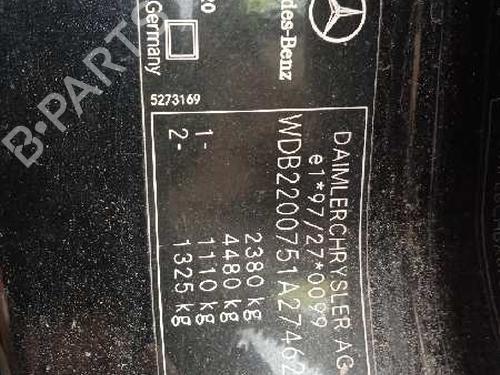 des-Benz
Germany
5273169
DAIMLERCHRYSLER AG
e1*97/27*0099
WDB2200751A27462
2380 kg
4480 kg
1- 1110 kg
2- 1325 kg
B-PARTS